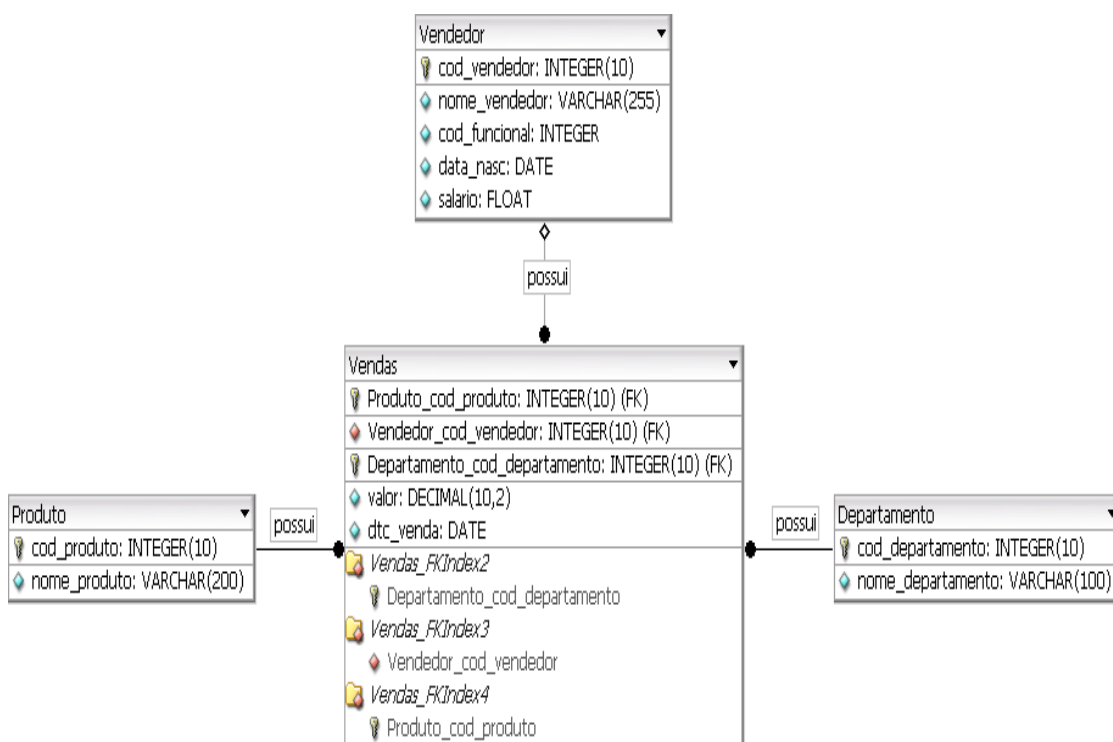 Vendedor
cod_vendedor: INTEGER(10)
nome_vendedor: VARCHAR(255)
cod_funcional: INTEGER
data_nasc: DATE
salario: FLOAT
possui
Vendas
Produto_cod_produto: INTEGER(10) (FK)
Vendedor_cod_vendedor: INTEGER(10) (FK)
Departamento_cod_departamento: INTEGER(10) (FK)
valor: DECIMAL(10,2)
dtc_venda: DATE
Vendas_FKIndex2
Departamento_cod_departamento
Vendas_FKIndex3
Vendedor_cod_vendedor
Vendas_FKIndex4
Produto_cod_produto
Produto
cod_produto: INTEGER(10)
nome_produto: VARCHAR(200)
possui
possui
Departamento
cod_departamento: INTEGER(10)
nome_departamento: VARCHAR(100)